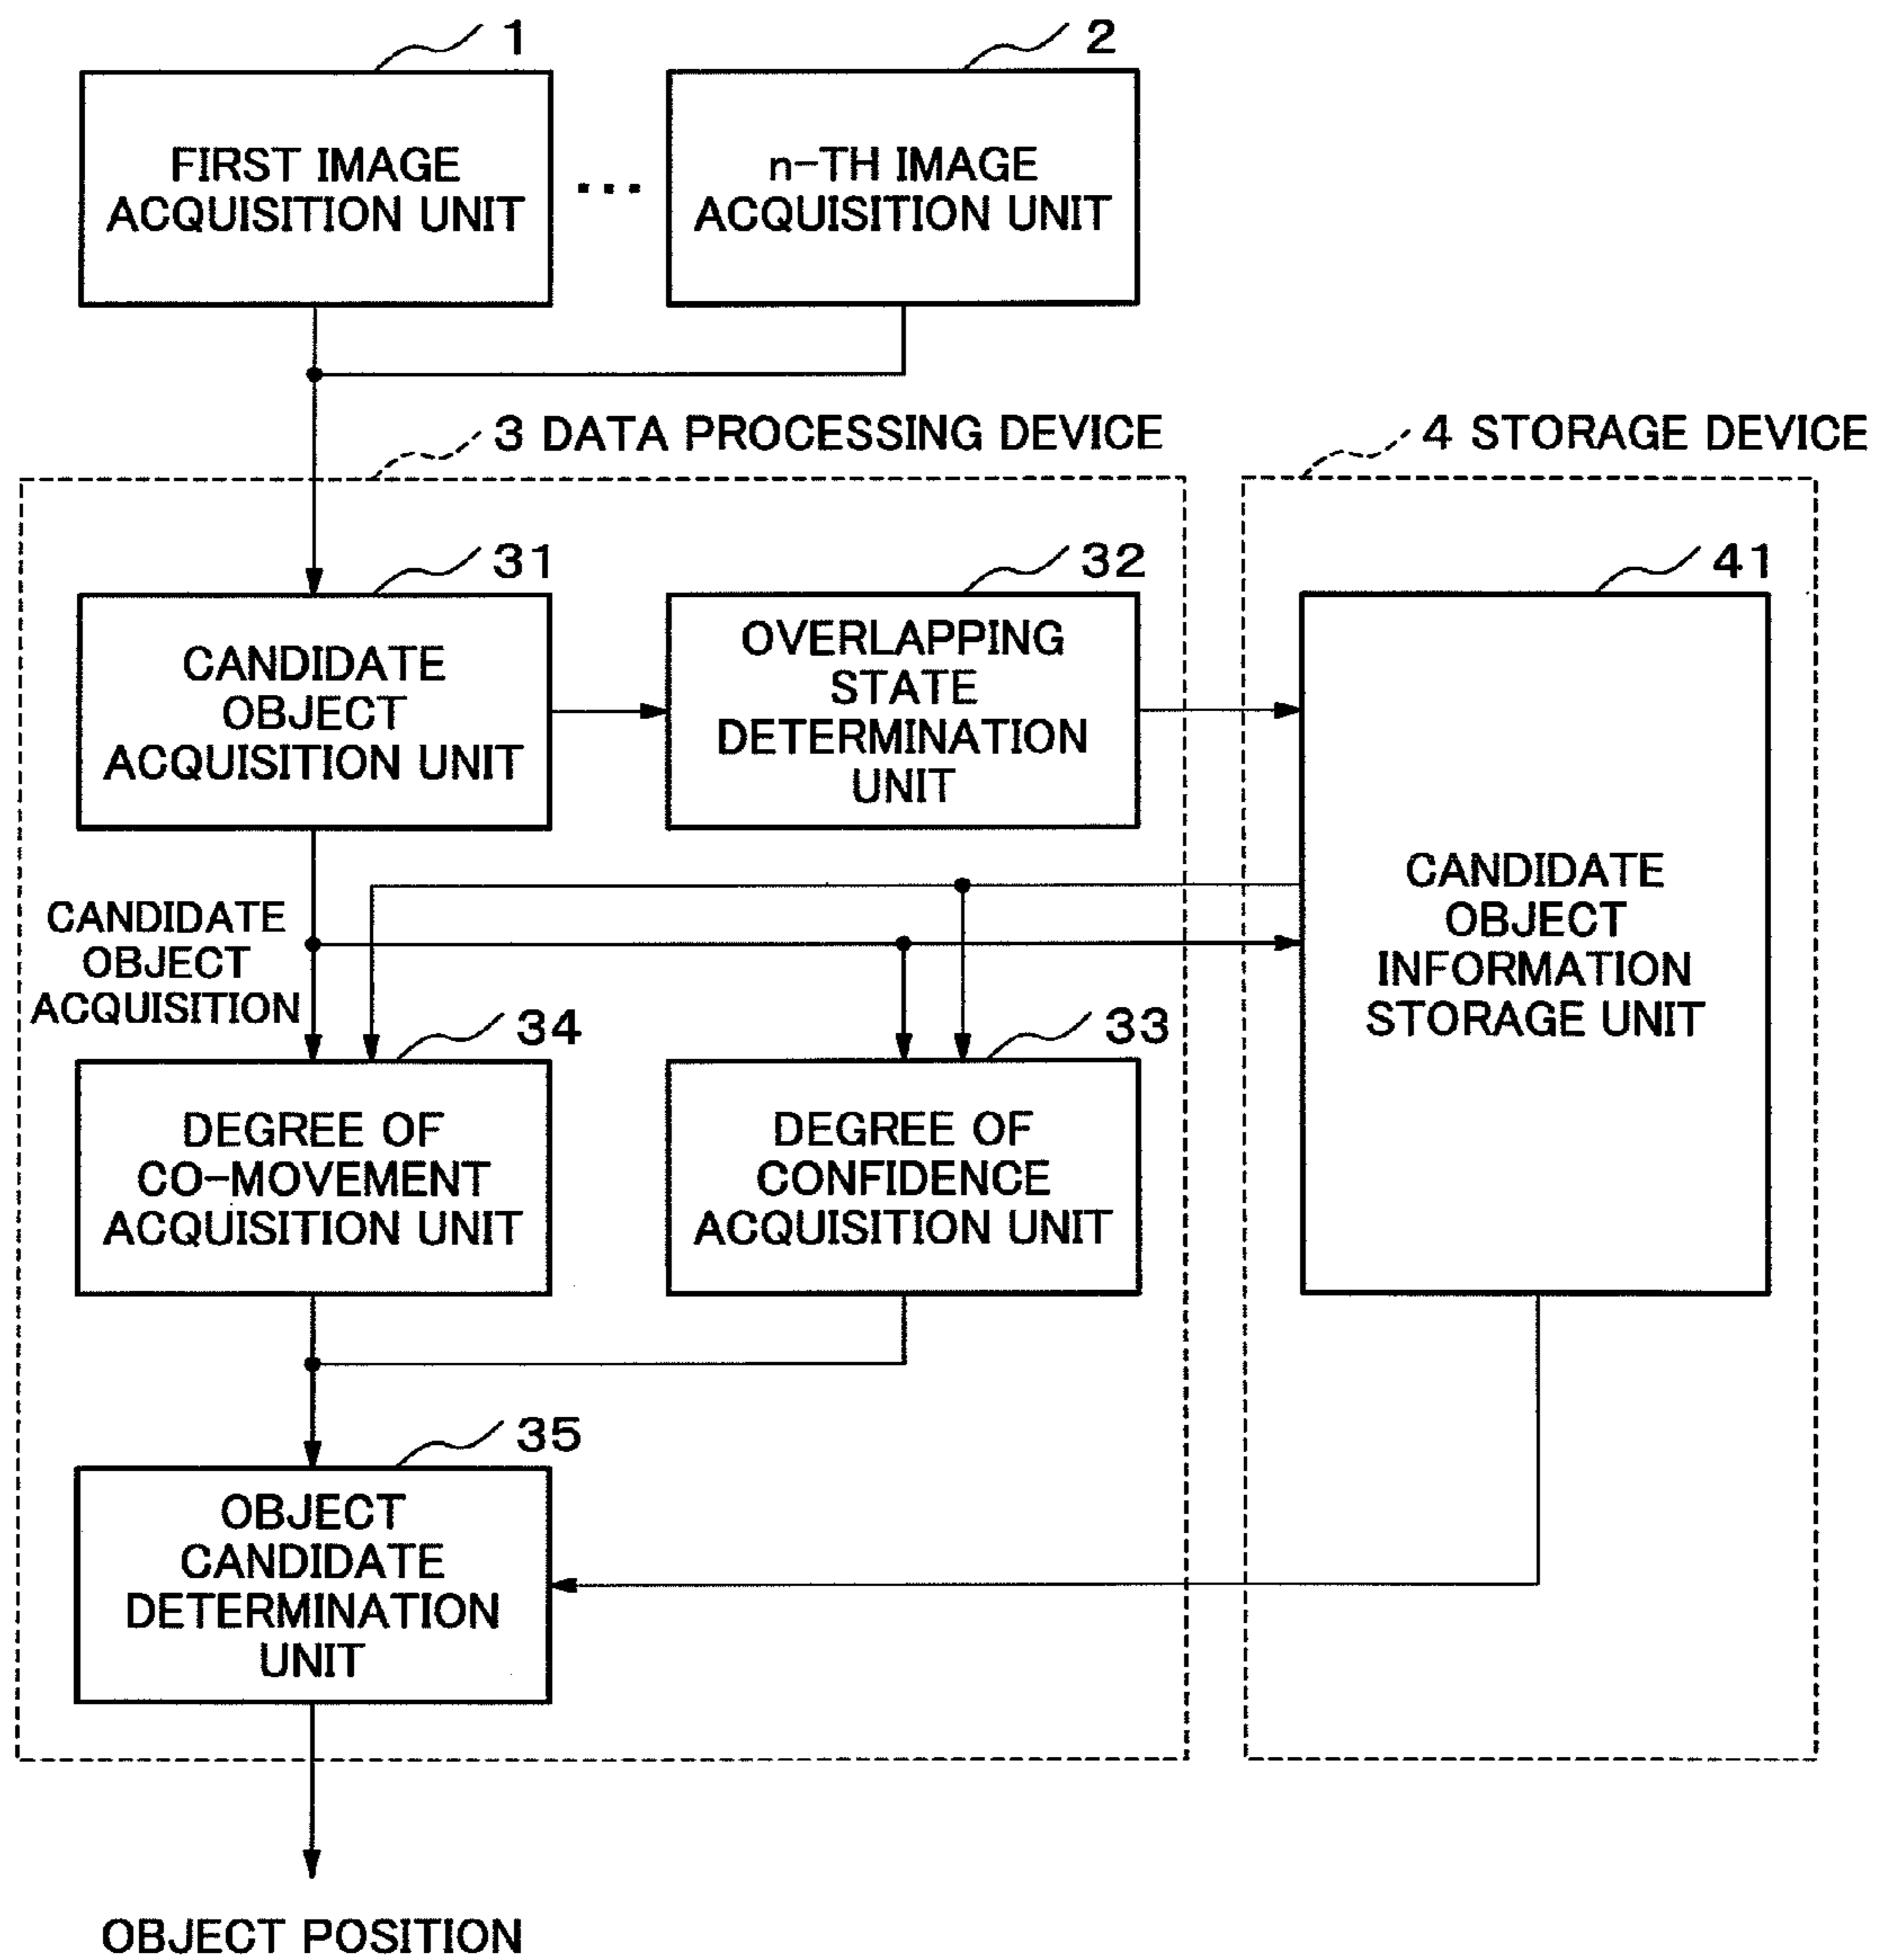 1
FIRST IMAGE
ACQUISITION UNIT
...
2
n-TH IMAGE
ACQUISITION UNIT
3 DATA PROCESSING DEVICE
4 STORAGE DEVICE
31
CANDIDATE
OBJECT
ACQUISITION UNIT
32
OVERLAPPING
STATE
DETERMINATION
UNIT
41
CANDIDATE
OBJECT
INFORMATION
STORAGE UNIT
CANDIDATE
OBJECT
ACQUISITION
34
DEGREE OF
CO-MOVEMENT
ACQUISITION UNIT
33
DEGREE OF
CONFIDENCE
ACQUISITION UNIT
35
OBJECT
CANDIDATE
DETERMINATION
UNIT
OBJECT POSITION